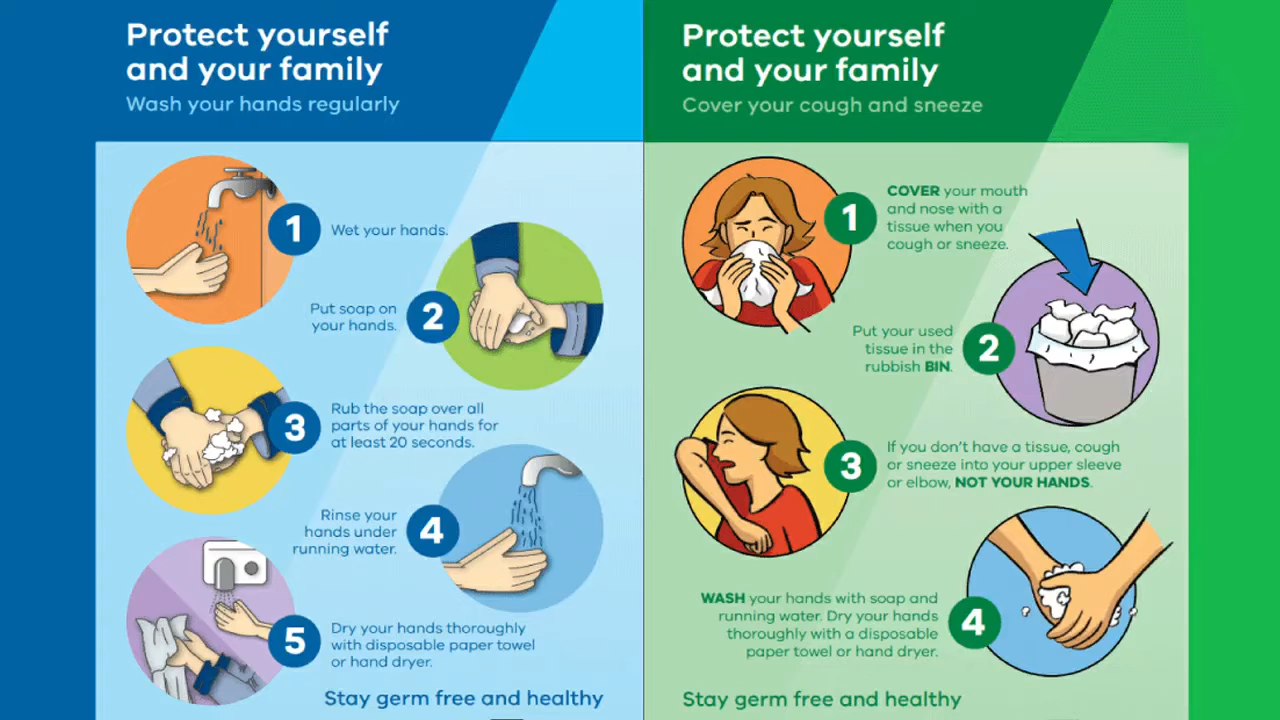 Protect yourself
and your family
Wash your hands regularly
1
Wet your hands.
Put soap on
your hands.
2
3
Rub the soap over all
parts of your hands for
at least 20 seconds.
Rinse your
hands under
running water.
4
5
Dry your hands thoroughly
with disposable paper towel
or hand dryer.
Stay germ free and healthy
Protect yourself
and your family
Cover your cough and sneeze
1
COVER your mouth
and nose with a
tissue when you
cough or sneeze.
Put your used
tissue in the
rubbish BIN.
2
3
If you don't have a tissue, cough
or sneeze into your upper sleeve
or elbow, NOT YOUR HANDS.
WASH your hands with soap and
running water. Dry your hands
thoroughly with a disposable
paper towel or hand dryer.
4
Stay germ free and healthy